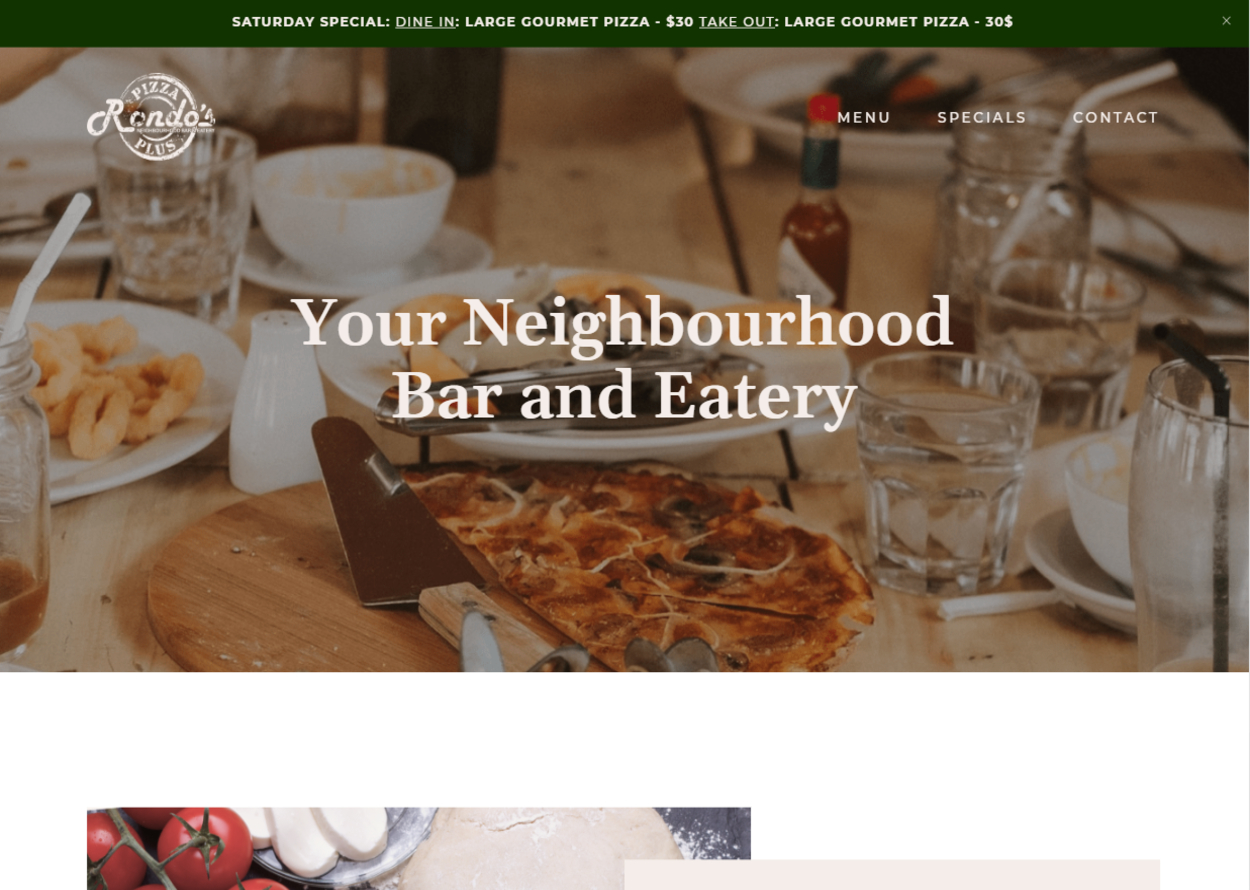 SATURDAY SPECIAL: DINE IN: LARGE GOURMET PIZZA - $30 TAKE OUT: LARGE GOURMET PIZZA - 30$
PIZZA
Rondo's
NEIGHBOURHOOD BAR & EATERY
PLUS
MENU SPECIALS CONTACT
Your Neighbourhood
Bar and Eatery